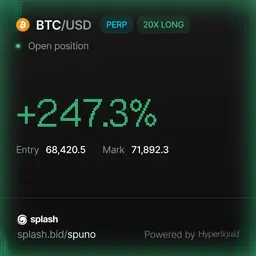 BTC/USD PERP 20X LONG
Open position
+247.3%
Entry 68,420.5 Mark 71,892.3
splash
splash.bid/spuno Powered by Hyperliquid